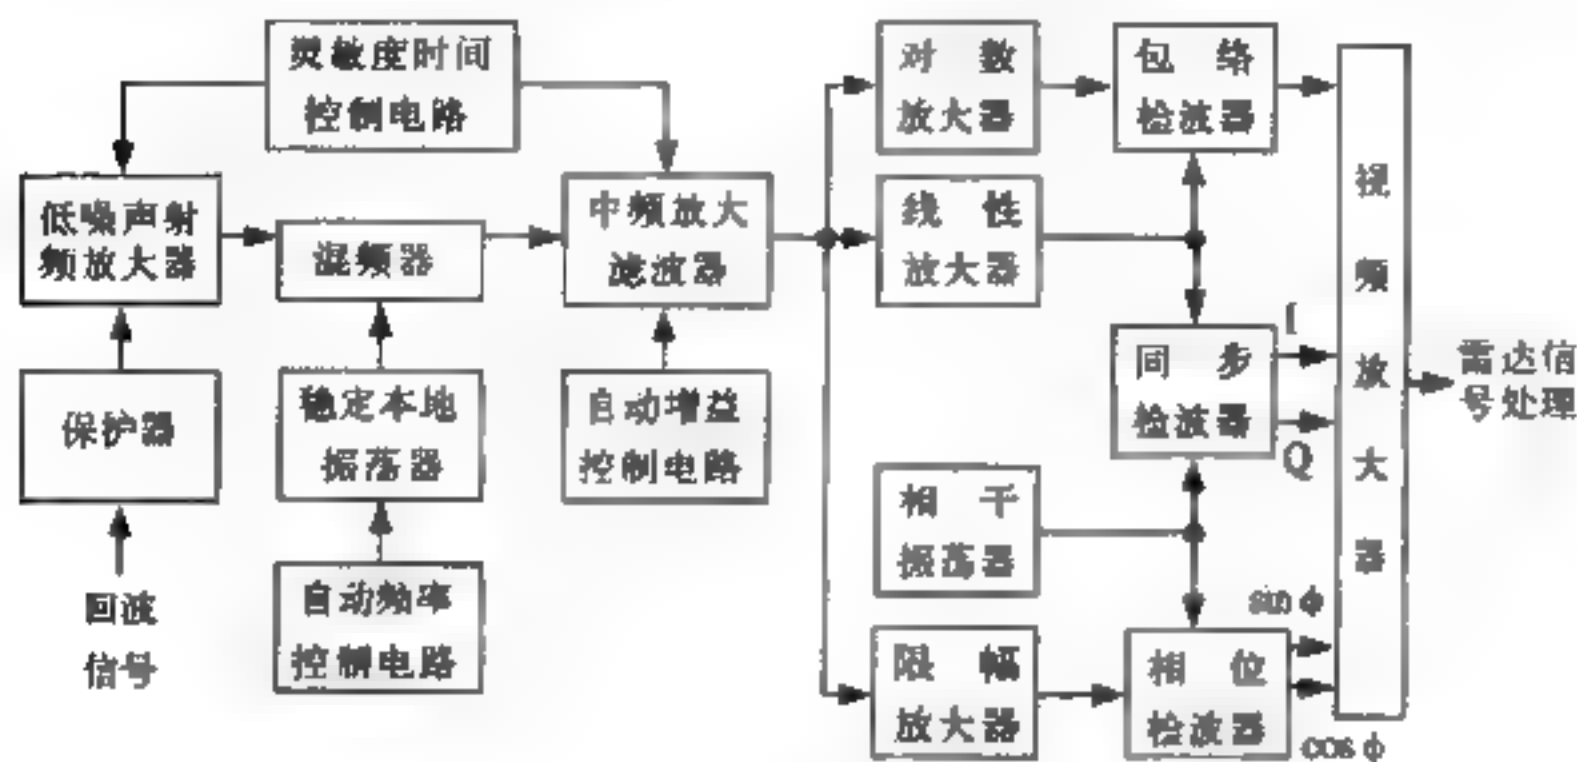 灵敏度时间
控制电路
对数
放大器
包络
检波器
低噪声射
频放大器
混频器
中频放大
滤波器
线性
放大器
视频放大器
保护器
稳定本地
振荡器
自动增益
控制电路
同步
检波器
I
Q
雷达信
号处理
相干
振荡器
回波
信号
自动频率
控制电路
限幅
放大器
相位
检波器
sin ϕ
cos ϕ